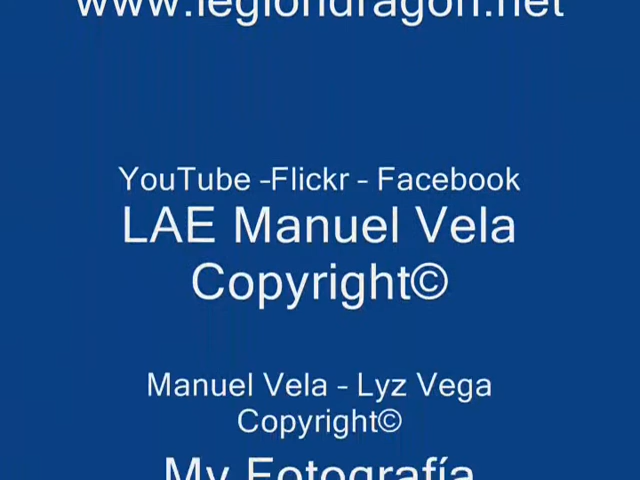 www.legiondragon.net
YouTube –Flickr – Facebook
LAE Manuel Vela
Copyright©
Manuel Vela – Lyz Vega
Copyright©
My Fotografía